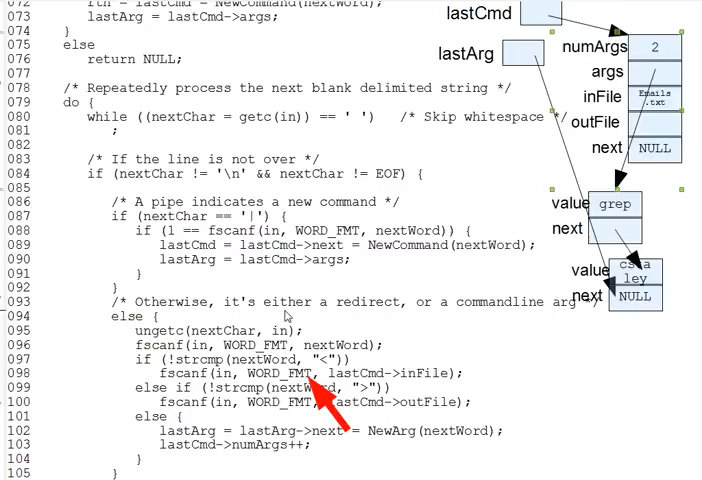 072         rtn = lastCmd = NewCommand(nextWord);
073         lastArg = lastCmd->args;
074     }
075     else
076         return NULL;
077
078     /* Repeatedly process the next blank delimited string */
079     do {
080         while ((nextChar = getc(in)) == ' ')   /* Skip whitespace */
081             ;
082
083         /* If the line is not over */
084         if (nextChar != '\n' && nextChar != EOF) {
085
086             /* A pipe indicates a new command */
087             if (nextChar == '|') {
088                 if (1 == fscanf(in, WORD_FMT, nextWord)) {
089                     lastCmd = lastCmd->next = NewCommand(nextWord);
090                     lastArg = lastCmd->args;
091                 }
092             }
093             /* Otherwise, it's either a redirect, or a commandline arg */
094             else {
095                 ungetc(nextChar, in);
096                 fscanf(in, WORD_FMT, nextWord);
097                 if (!strcmp(nextWord, "<"))
098                     fscanf(in, WORD_FMT, lastCmd->inFile);
099                 else if (!strcmp(nextWord, ">"))
100                     fscanf(in, WORD_FMT, lastCmd->outFile);
101                 else {
102                     lastArg = lastArg->next = NewArg(nextWord);
103                     lastCmd->numArgs++;
104                 }
105             }
lastCmd
lastArg
numArgs 2
args
inFile Emails .txt
outFile
next NULL
value grep
next
value csta ley
next NULL